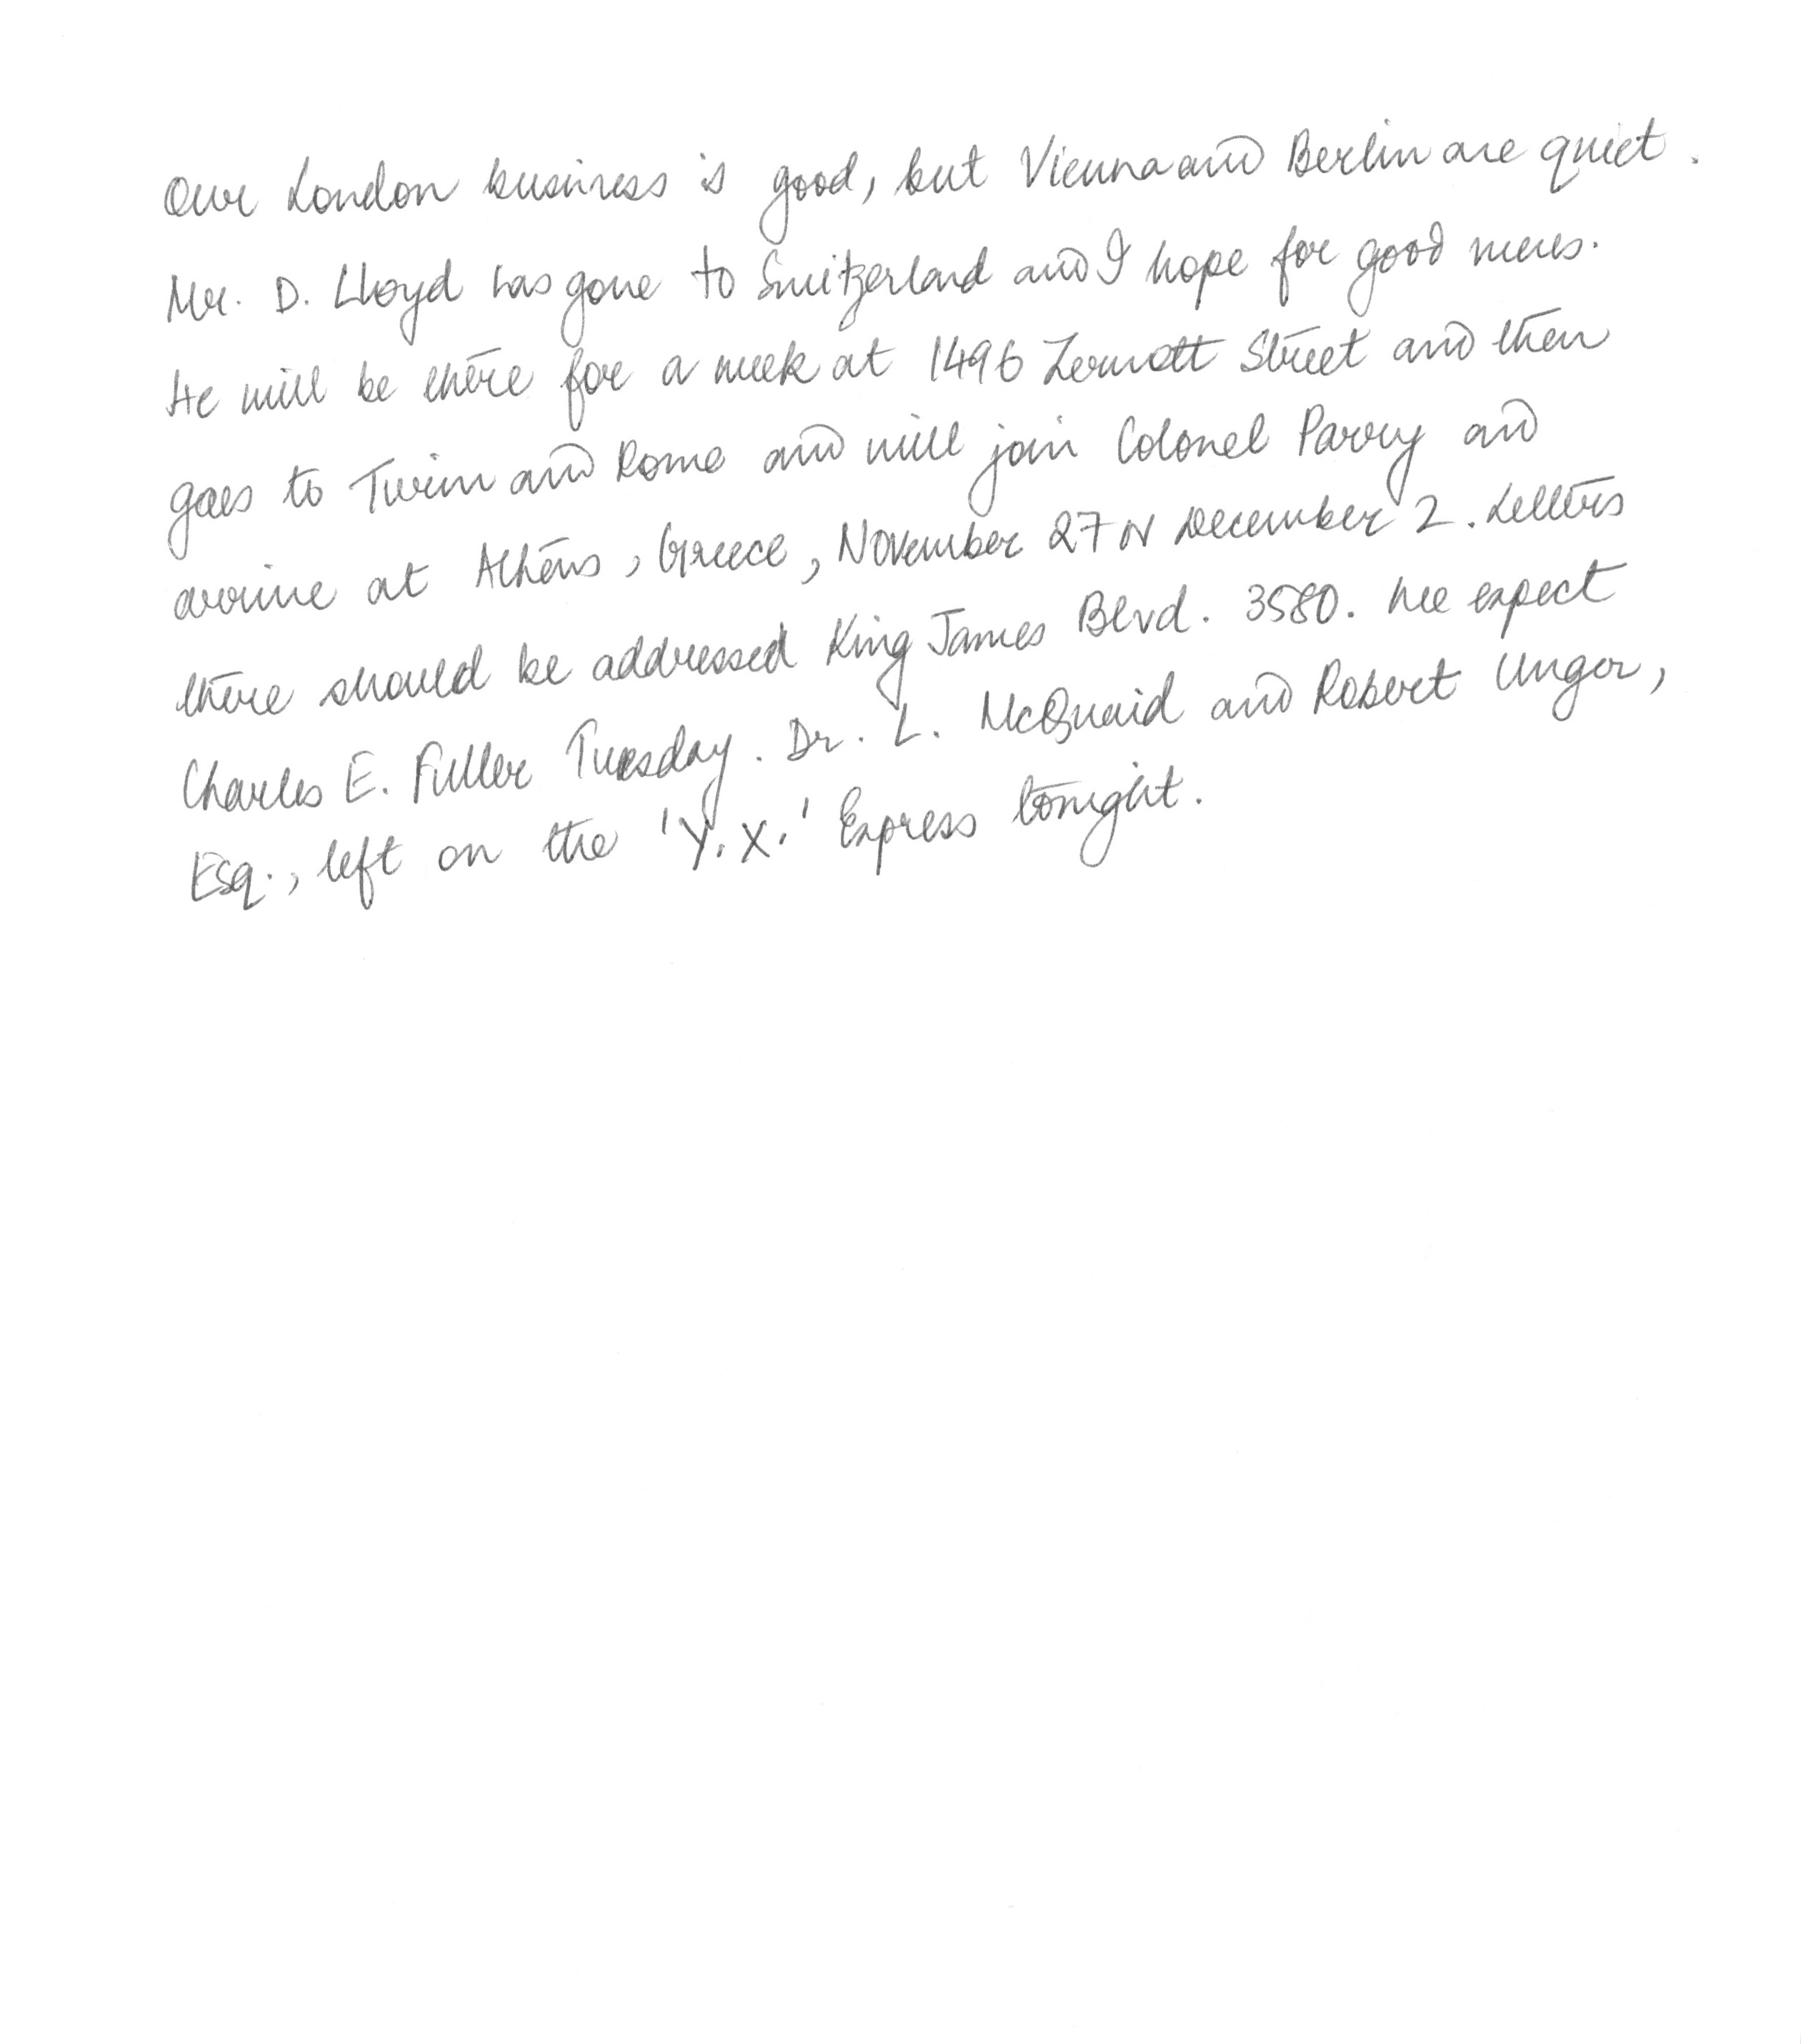 Our London business is good, but Vienna and Berlin are quiet.
Mr. D. Lloyd has gone to Switzerland and I hope for good news.
He will be there for a week at 1496 Zermott Street and then
goes to Turin and Rome and will join Colonel Parry and
arrive at Athens, Greece, November 27 or December 2. Letters
there should be addressed King James Blvd. 3580. We expect
Charles E. Fuller Tuesday. Dr. L. McQuaid and Robert Unger,
Esq., left on the 'Y.X.' Express tonight.